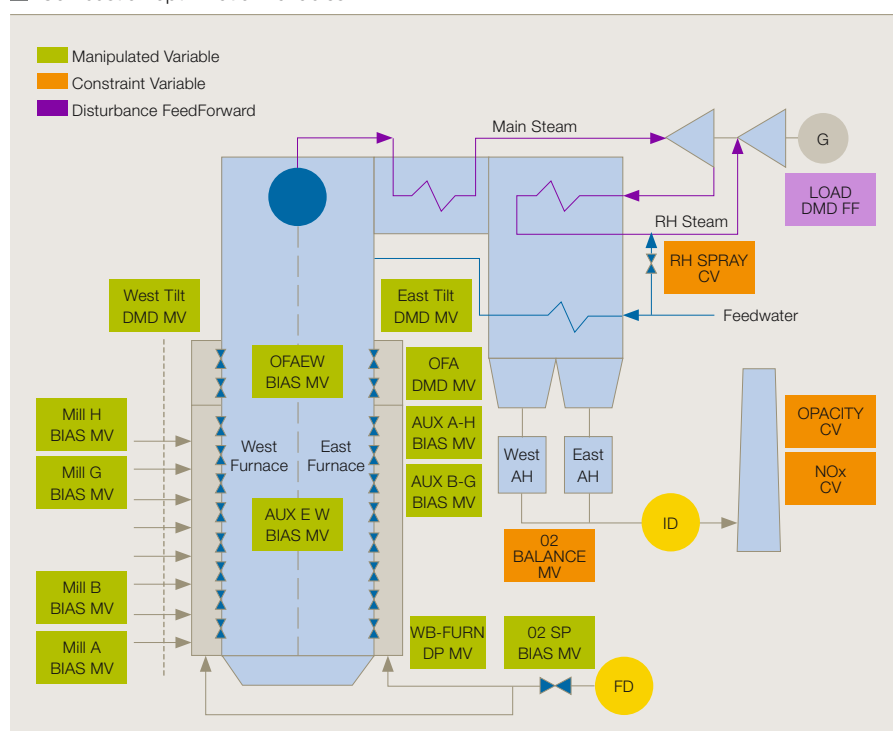 Manipulated Variable
Constraint Variable
Disturbance FeedForward
Main Steam
G
LOAD
DMD FF
RH Steam
RH SPRAY
CV
Feedwater
West Tilt
DMD MV
East Tilt
DMD MV
OFAEW
BIAS MV
OFA
DMD MV
Mill H
BIAS MV
AUX A-H
BIAS MV
OPACITY
CV
West
Furnace
East
Furnace
West
AH
East
AH
Mill G
BIAS MV
AUX B-G
BIAS MV
NOx
CV
AUX E W
BIAS MV
ID
02
BALANCE
MV
Mill B
BIAS MV
Mill A
BIAS MV
WB-FURN
DP MV
02 SP
BIAS MV
FD